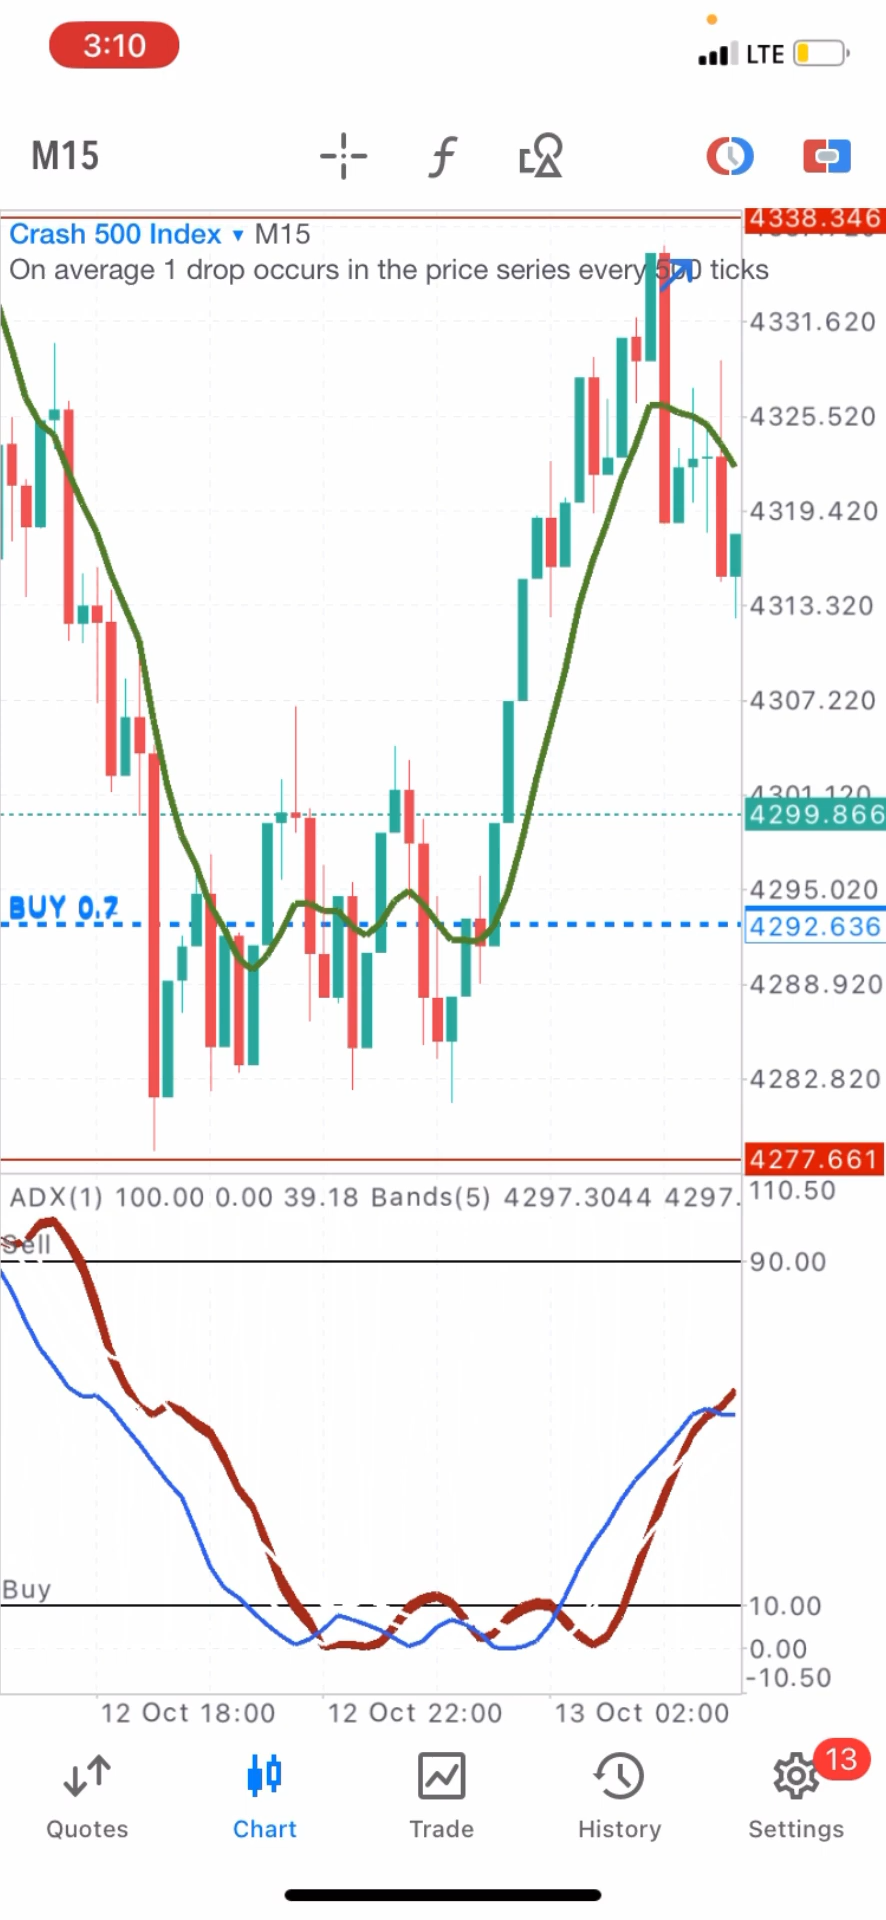 3:10
LTE
M15
4338.346
Crash 500 Index ▾ M15
On average 1 drop occurs in the price series every 500 ticks
4331.620
4325.520
4319.420
4313.320
4307.220
4301.120
4299.866
4295.020
BUY 0.7
4292.636
4288.920
4282.820
4277.661
ADX(1) 100.00 0.00 39.18 Bands(5) 4297.3044 4297.
110.50
Sell
90.00
Buy
10.00
0.00
-10.50
12 Oct 18:00
12 Oct 22:00
13 Oct 02:00
13
Quotes
Chart
Trade
History
Settings